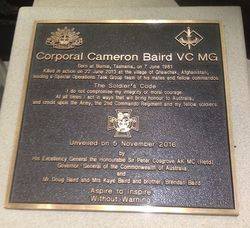 Corporal Cameron Baird VC MG
Born at Burnie, Tasmania, on 7 June 1981
Killed in action on 22 June 2013 at the village of Ghawchak, Afghanistan,
leading a Special Operations Task Group team of his mates and fellow commandos
The Soldier's Code
I do not compromise my integrity or moral courage.
At all times I act in ways that will bring honour to Australia,
and credit upon the Army, the 2nd Commando Regiment and my fellow soldiers.
Unveiled on 5 November 2016
by
His Excellency General the Honourable Sir Peter Cosgrove AK MC (Retd)
Governor General of the Commonwealth of Australia
and
Mr Doug Baird and Mrs Kaye Baird and brother, Brendan Baird
Aspire to Inspire
Without Warning